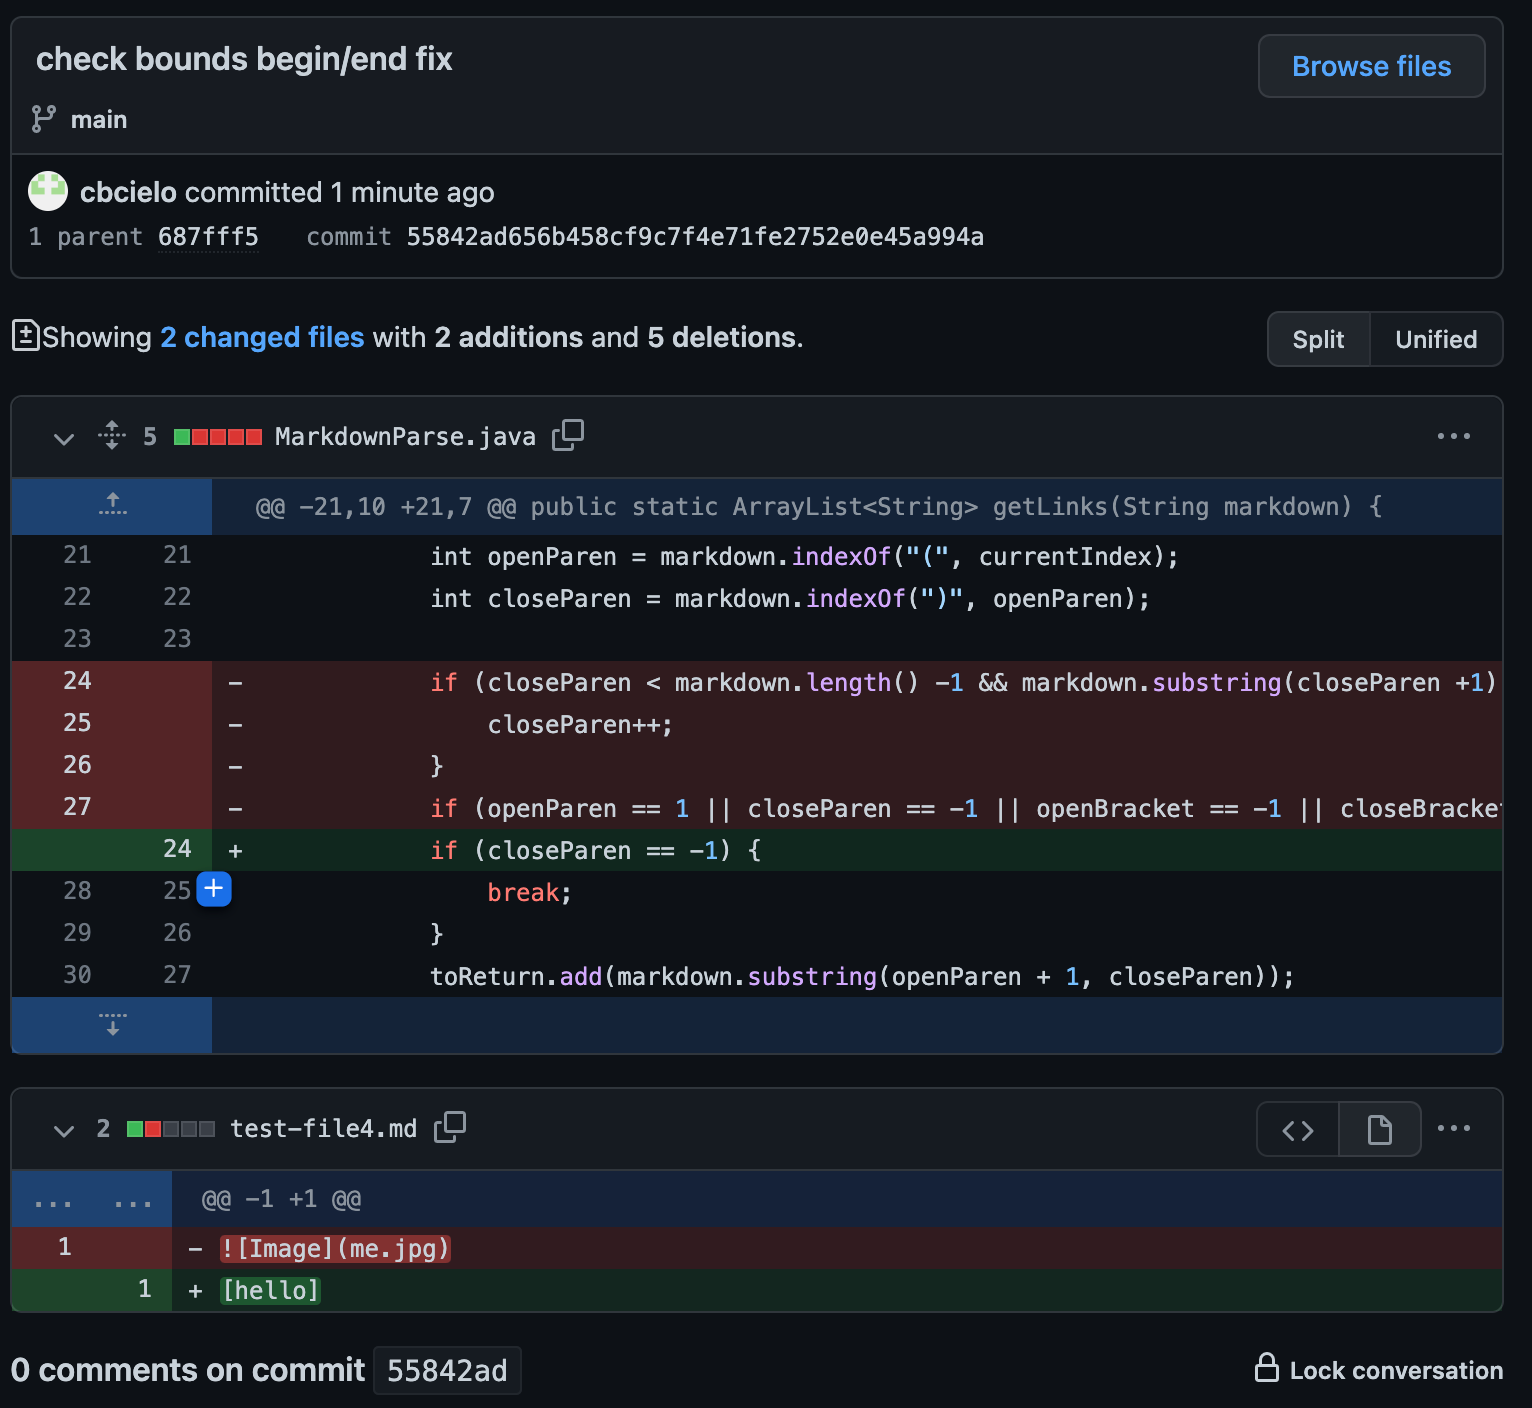 check bounds begin/end fix
Browse files
main
cbcielo committed 1 minute ago
1 parent 687fff5 commit 55842ad656b458cf9c7f4e71fe2752e0e45a994a
Showing 2 changed files with 2 additions and 5 deletions.
Split Unified
5 MarkdownParse.java
@@ -21,10 +21,7 @@ public static ArrayList<String> getLinks(String markdown) {
21 21 int openParen = markdown.indexOf("(", currentIndex);
22 22 int closeParen = markdown.indexOf(")", openParen);
23 23
24 - if (closeParen < markdown.length() -1 && markdown.substring(closeParen +1)
25 - closeParen++;
26 - }
27 - if (openParen == 1 || closeParen == -1 || openBracket == -1 || closeBracket
24 + if (closeParen == -1) {
28 25 break;
29 26 }
30 27 toReturn.add(markdown.substring(openParen + 1, closeParen));
2 test-file4.md
... ... @@ -1 +1 @@
1 - ![Image](me.jpg)
1 + [hello]
0 comments on commit 55842ad
Lock conversation